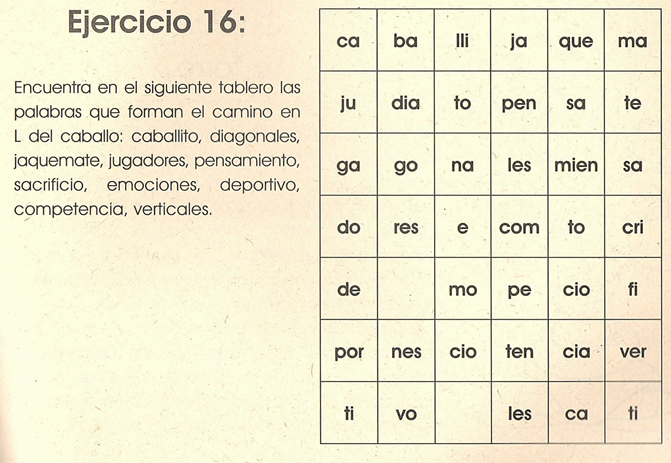 Ejercicio 16:
Encuentra en el siguiente tablero las
palabras que forman el camino en
L del caballo: caballito, diagonales,
jaquemate, jugadores, pensamiento,
sacrificio, emociones, deportivo,
competencia, verticales.
ca ba lli ja que ma
ju dia to pen sa te
ga go na les mien sa
do res e com to cri
de mo pe cio fi
por nes cio ten cia ver
ti vo les ca ti